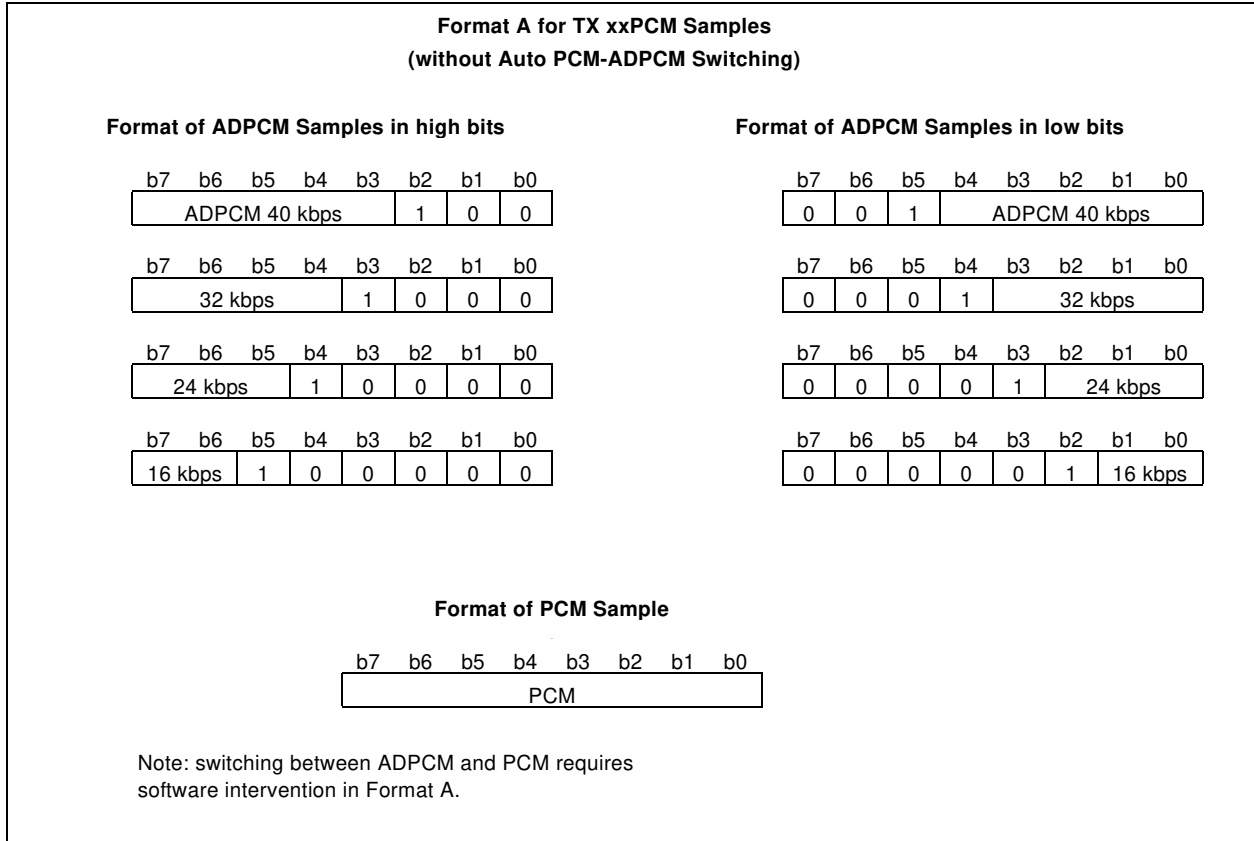 Format A for TX xxPCM Samples
(without Auto PCM-ADPCM Switching)
Format of ADPCM Samples in high bits
b7 b6 b5 b4 b3 b2 b1 b0
ADPCM 40 kbps 1 0 0
b7 b6 b5 b4 b3 b2 b1 b0
32 kbps 1 0 0 0
b7 b6 b5 b4 b3 b2 b1 b0
24 kbps 1 0 0 0 0
b7 b6 b5 b4 b3 b2 b1 b0
16 kbps 1 0 0 0 0 0
Format of ADPCM Samples in low bits
b7 b6 b5 b4 b3 b2 b1 b0
0 0 1 ADPCM 40 kbps
b7 b6 b5 b4 b3 b2 b1 b0
0 0 0 1 32 kbps
b7 b6 b5 b4 b3 b2 b1 b0
0 0 0 0 1 24 kbps
b7 b6 b5 b4 b3 b2 b1 b0
0 0 0 0 0 1 16 kbps
Format of PCM Sample
b7 b6 b5 b4 b3 b2 b1 b0
PCM
Note: switching between ADPCM and PCM requires
software intervention in Format A.